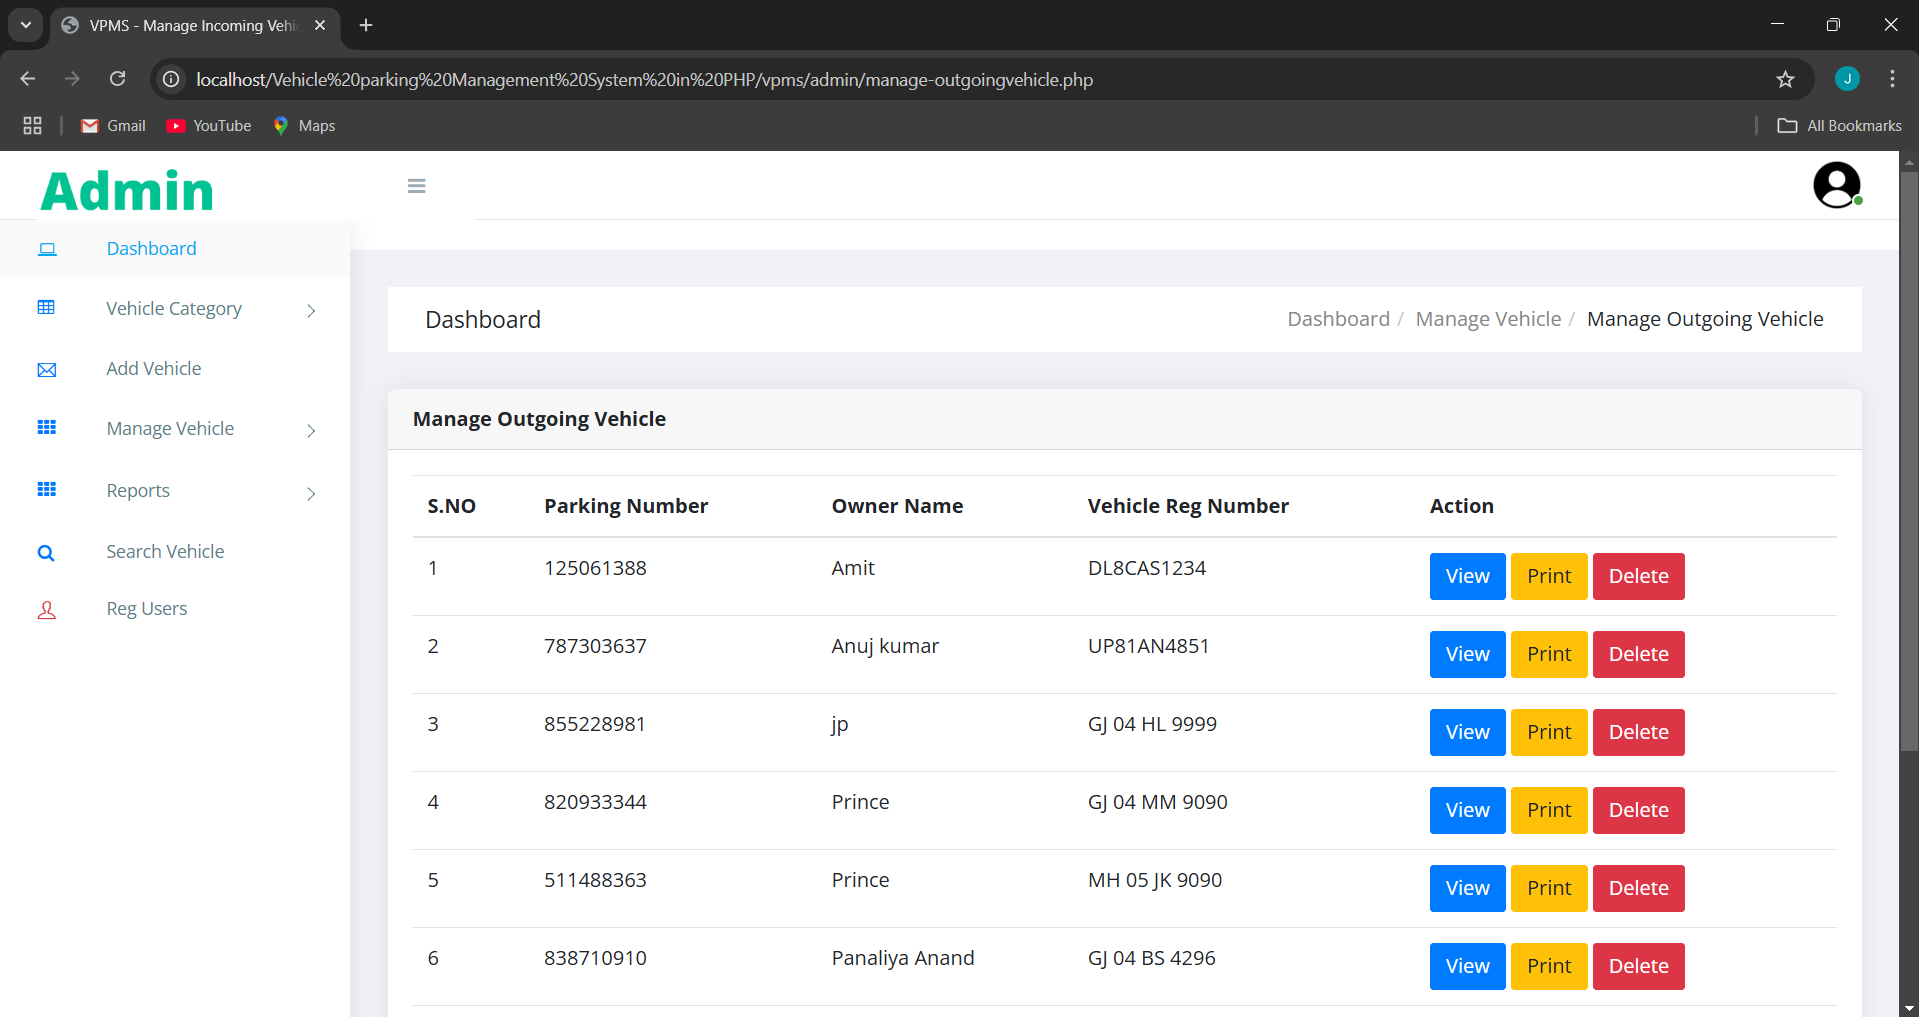 VPMS - Manage Incoming Vehi
localhost/Vehicle%20parking%20Management%20System%20in%20PHP/vpms/admin/manage-outgoingvehicle.php
J
Gmail YouTube Maps All Bookmarks
Admin
Dashboard
Vehicle Category
Add Vehicle
Manage Vehicle
Reports
Search Vehicle
Reg Users
Dashboard Dashboard / Manage Vehicle / Manage Outgoing Vehicle
Manage Outgoing Vehicle
S.NO Parking Number Owner Name Vehicle Reg Number Action
1 125061388 Amit DL8CAS1234 View Print Delete
2 787303637 Anuj kumar UP81AN4851 View Print Delete
3 855228981 jp GJ 04 HL 9999 View Print Delete
4 820933344 Prince GJ 04 MM 9090 View Print Delete
5 511488363 Prince MH 05 JK 9090 View Print Delete
6 838710910 Panaliya Anand GJ 04 BS 4296 View Print Delete